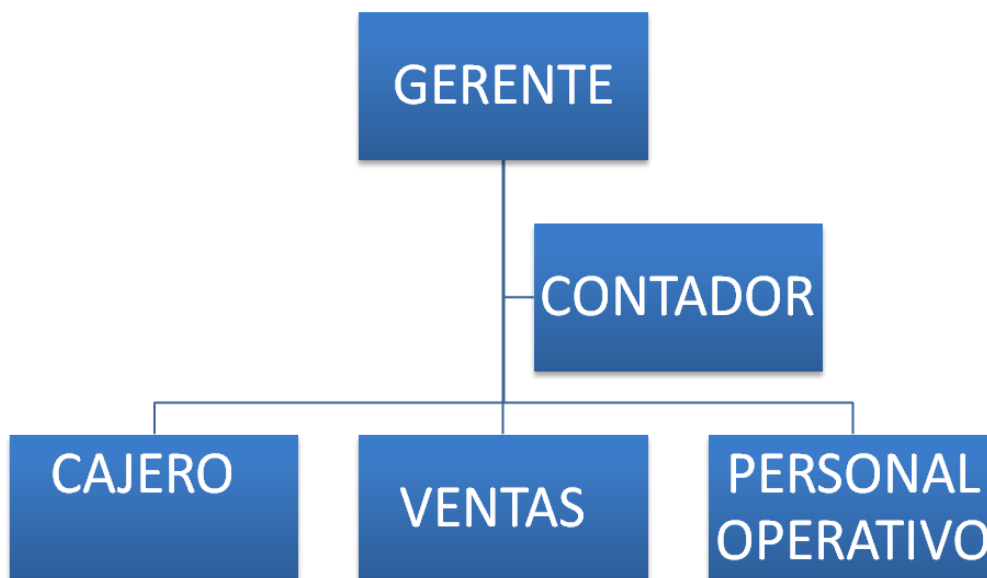 GERENTE
CONTADOR
CAJERO
VENTAS
PERSONAL
OPERATIVO